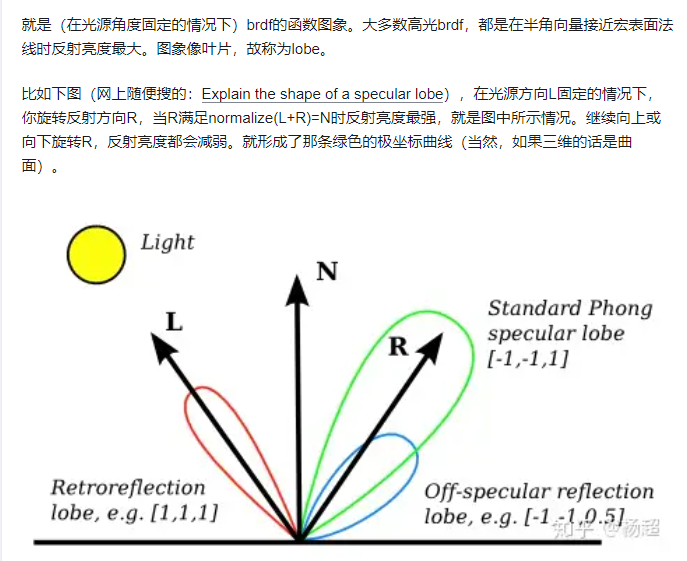 就是（在光源角度固定的情况下）brdf的函数图象。大多数高光brdf，都是在半角向量接近宏表面法
线时反射亮度最大。图象像叶片，故称为lobe。
比如下图（网上随便搜的：Explain the shape of a specular lobe），在光源方向L固定的情况下，
你旋转反射方向R，当R满足normalize(L+R)=N时反射亮度最强，就是图中所示情况。继续向上或
向下旋转R，反射亮度都会减弱。就形成了那条绿色的极坐标曲线（当然，如果三维的话是曲
面）。
Light
N
L
R
Standard Phong
specular lobe
[-1,-1,1]
Retroreflection
lobe, e.g. [1,1,1]
Off-specular reflection
lobe, e.g. [-1,-1,0.5]
知乎 @杨超